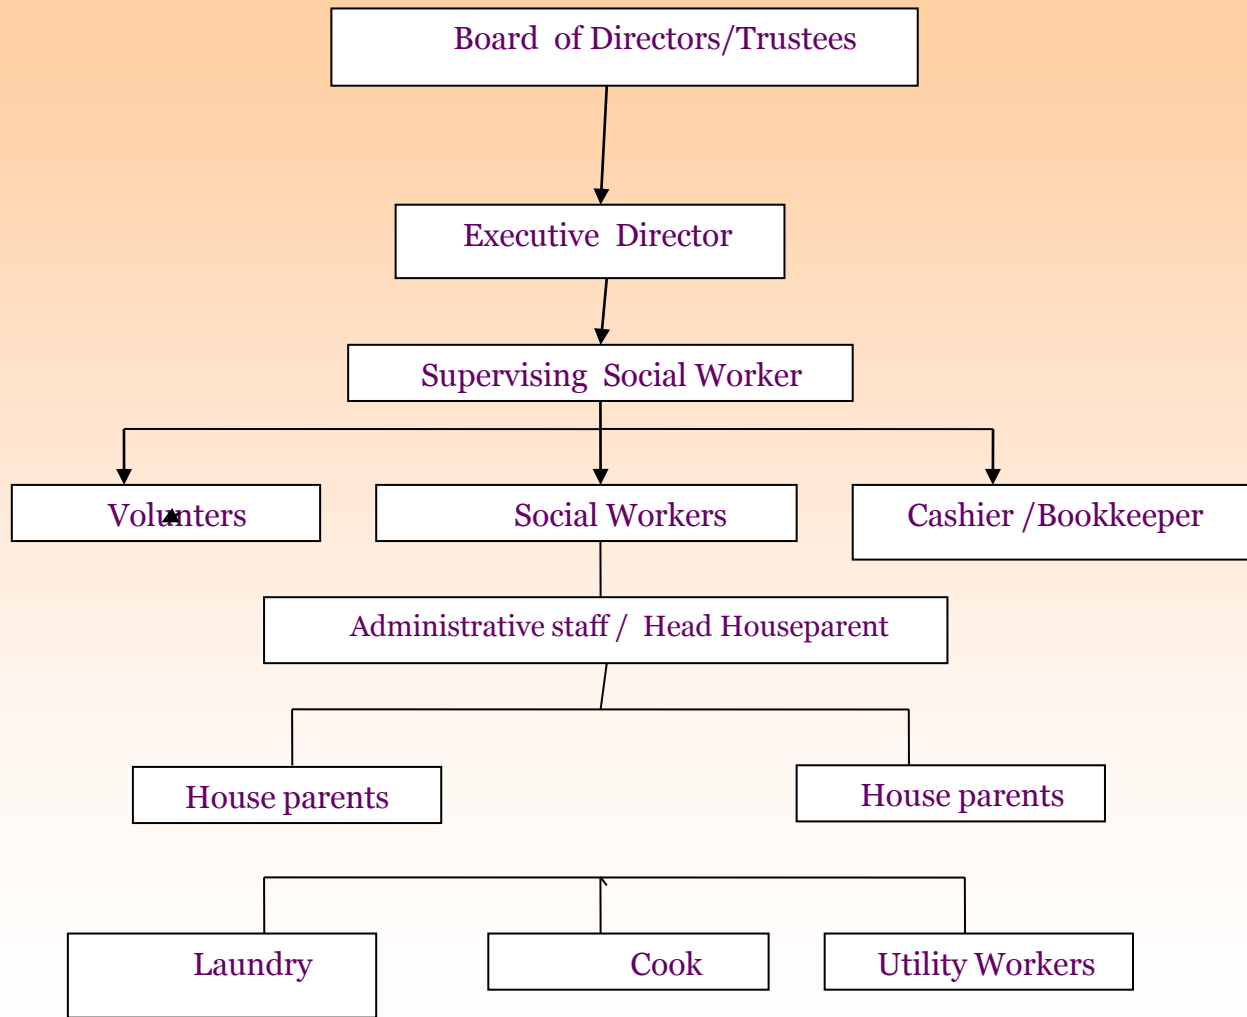 Board of Directors/Trustees
Executive Director
Supervising Social Worker
Volunters
Social Workers
Cashier /Bookkeeper
Administrative staff / Head Houseparent
House parents
House parents
Laundry
Cook
Utility Workers